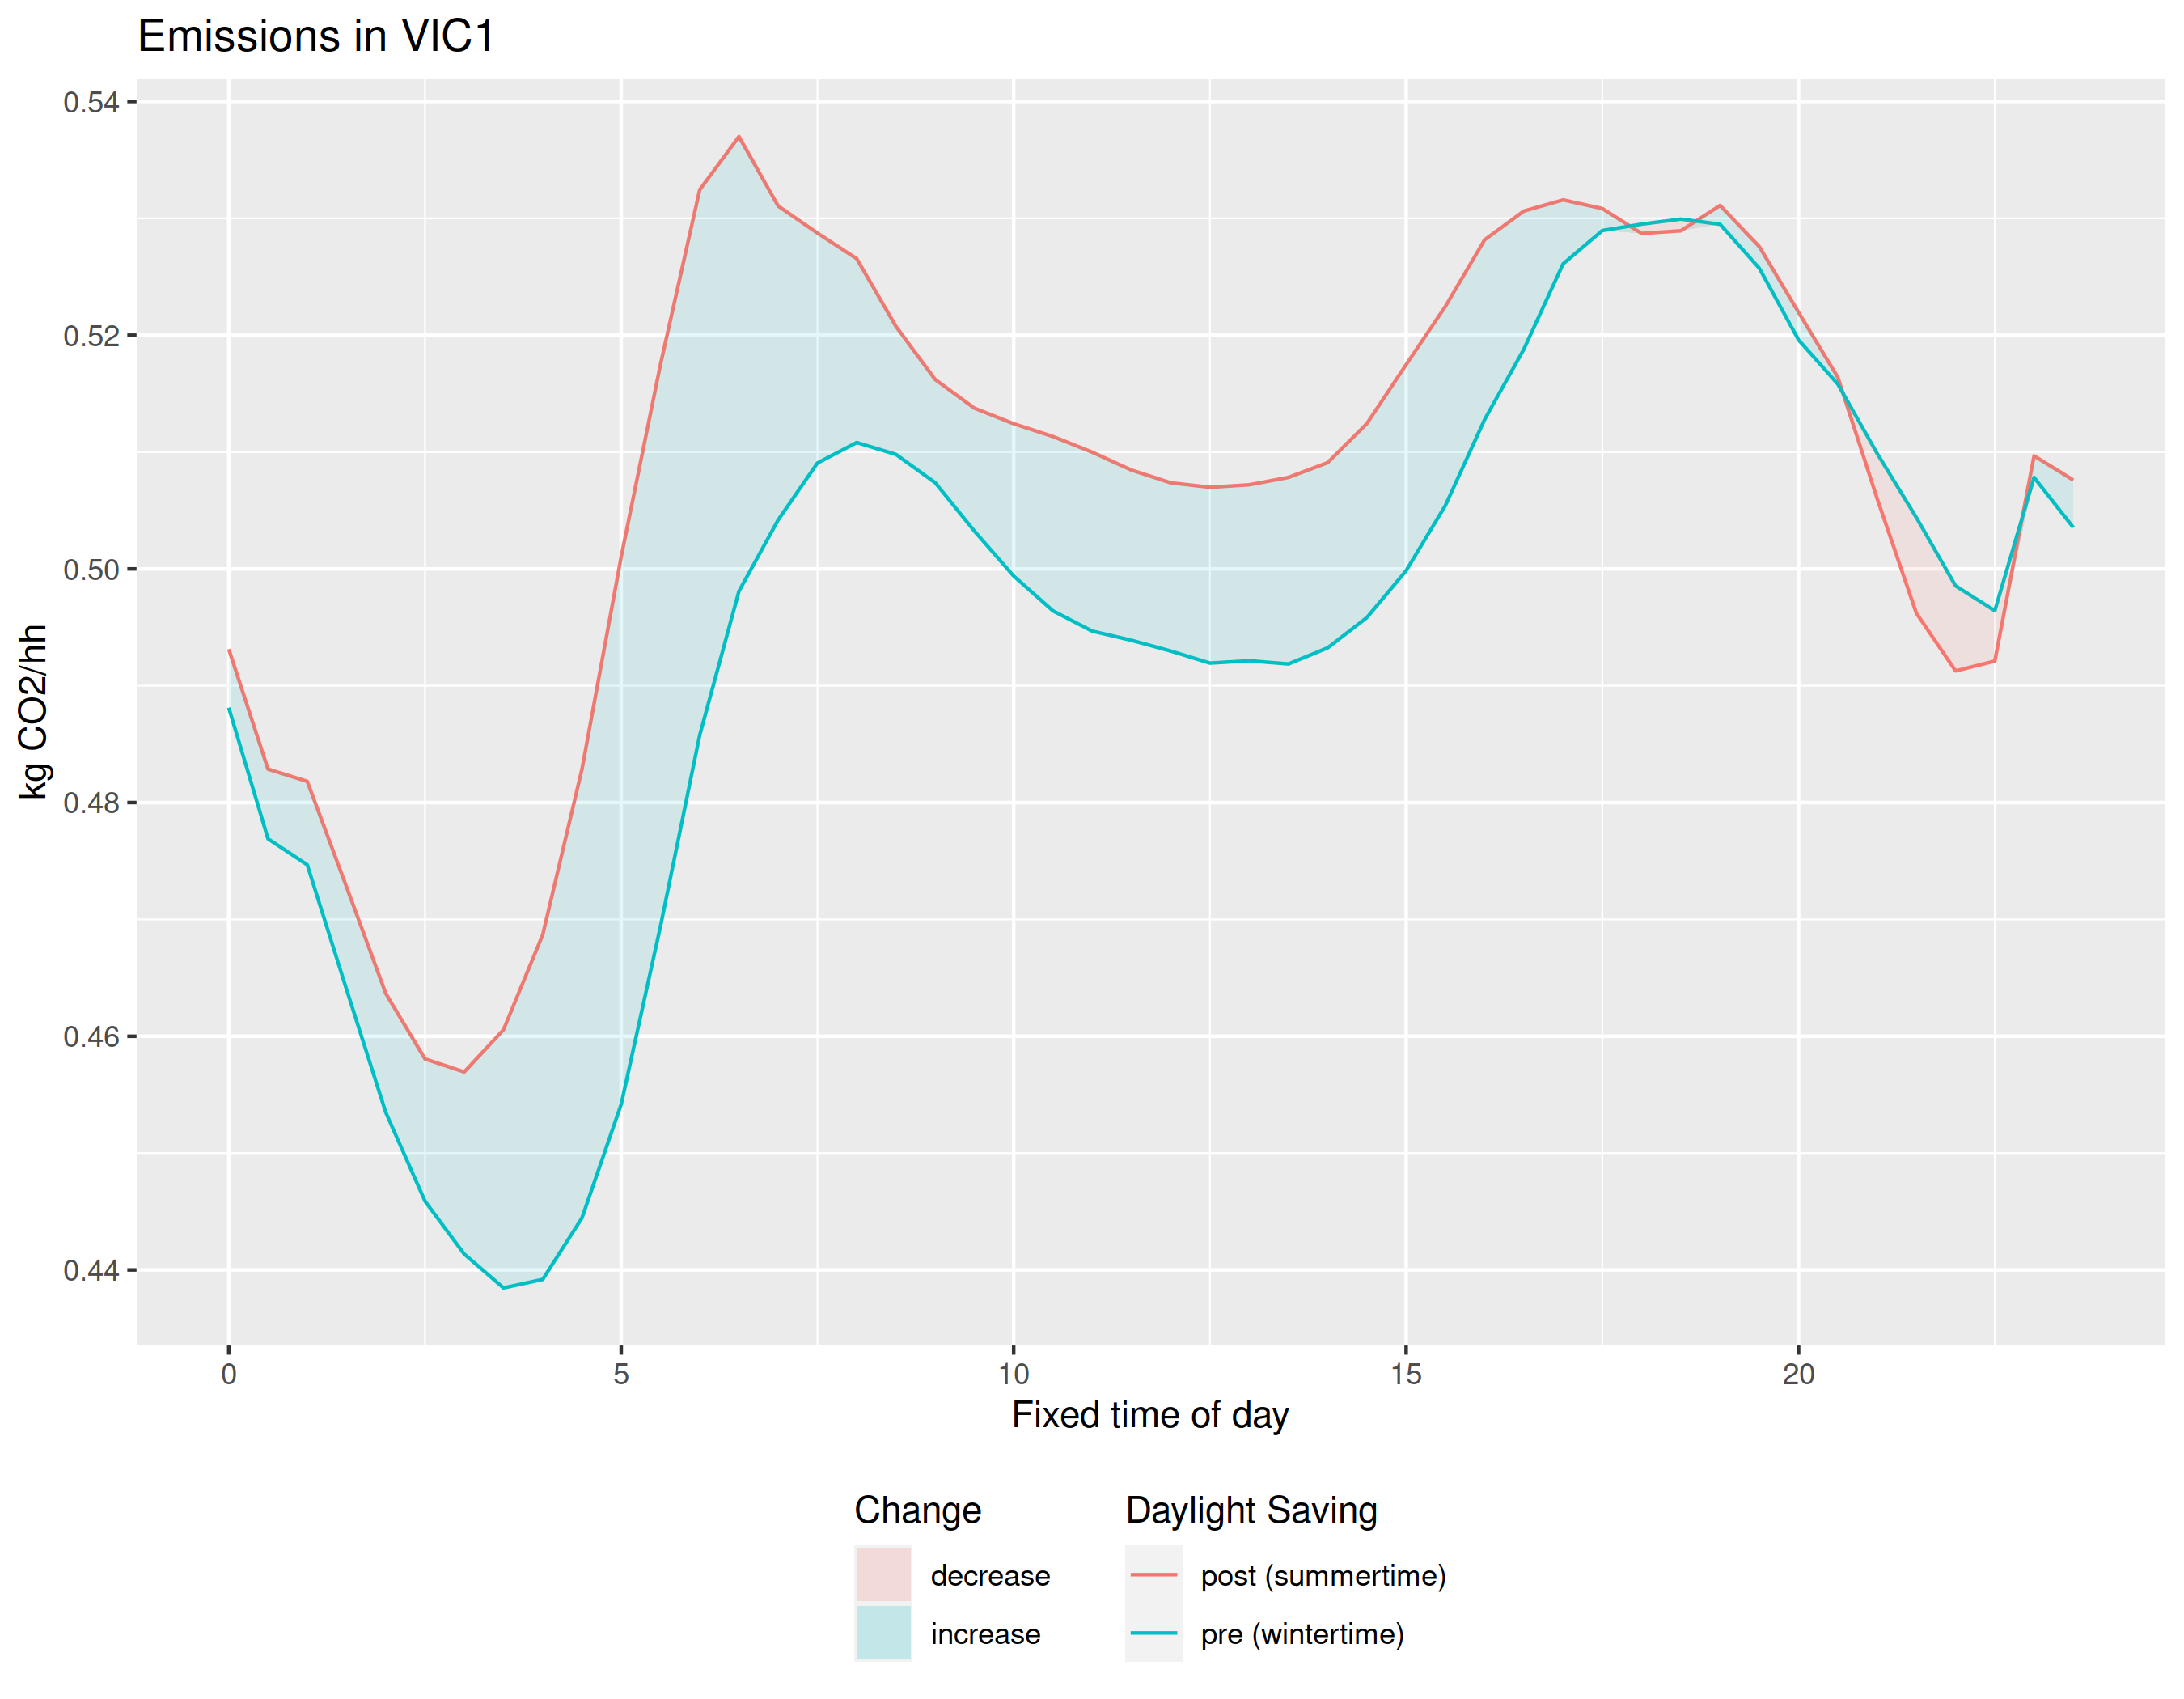 Emissions in VIC1
0.54
0.52
0.50
0.48
0.46
0.44
kg CO2/hh
0 5 10 15 20
Fixed time of day
Change
decrease
increase
Daylight Saving
post (summertime)
pre (wintertime)